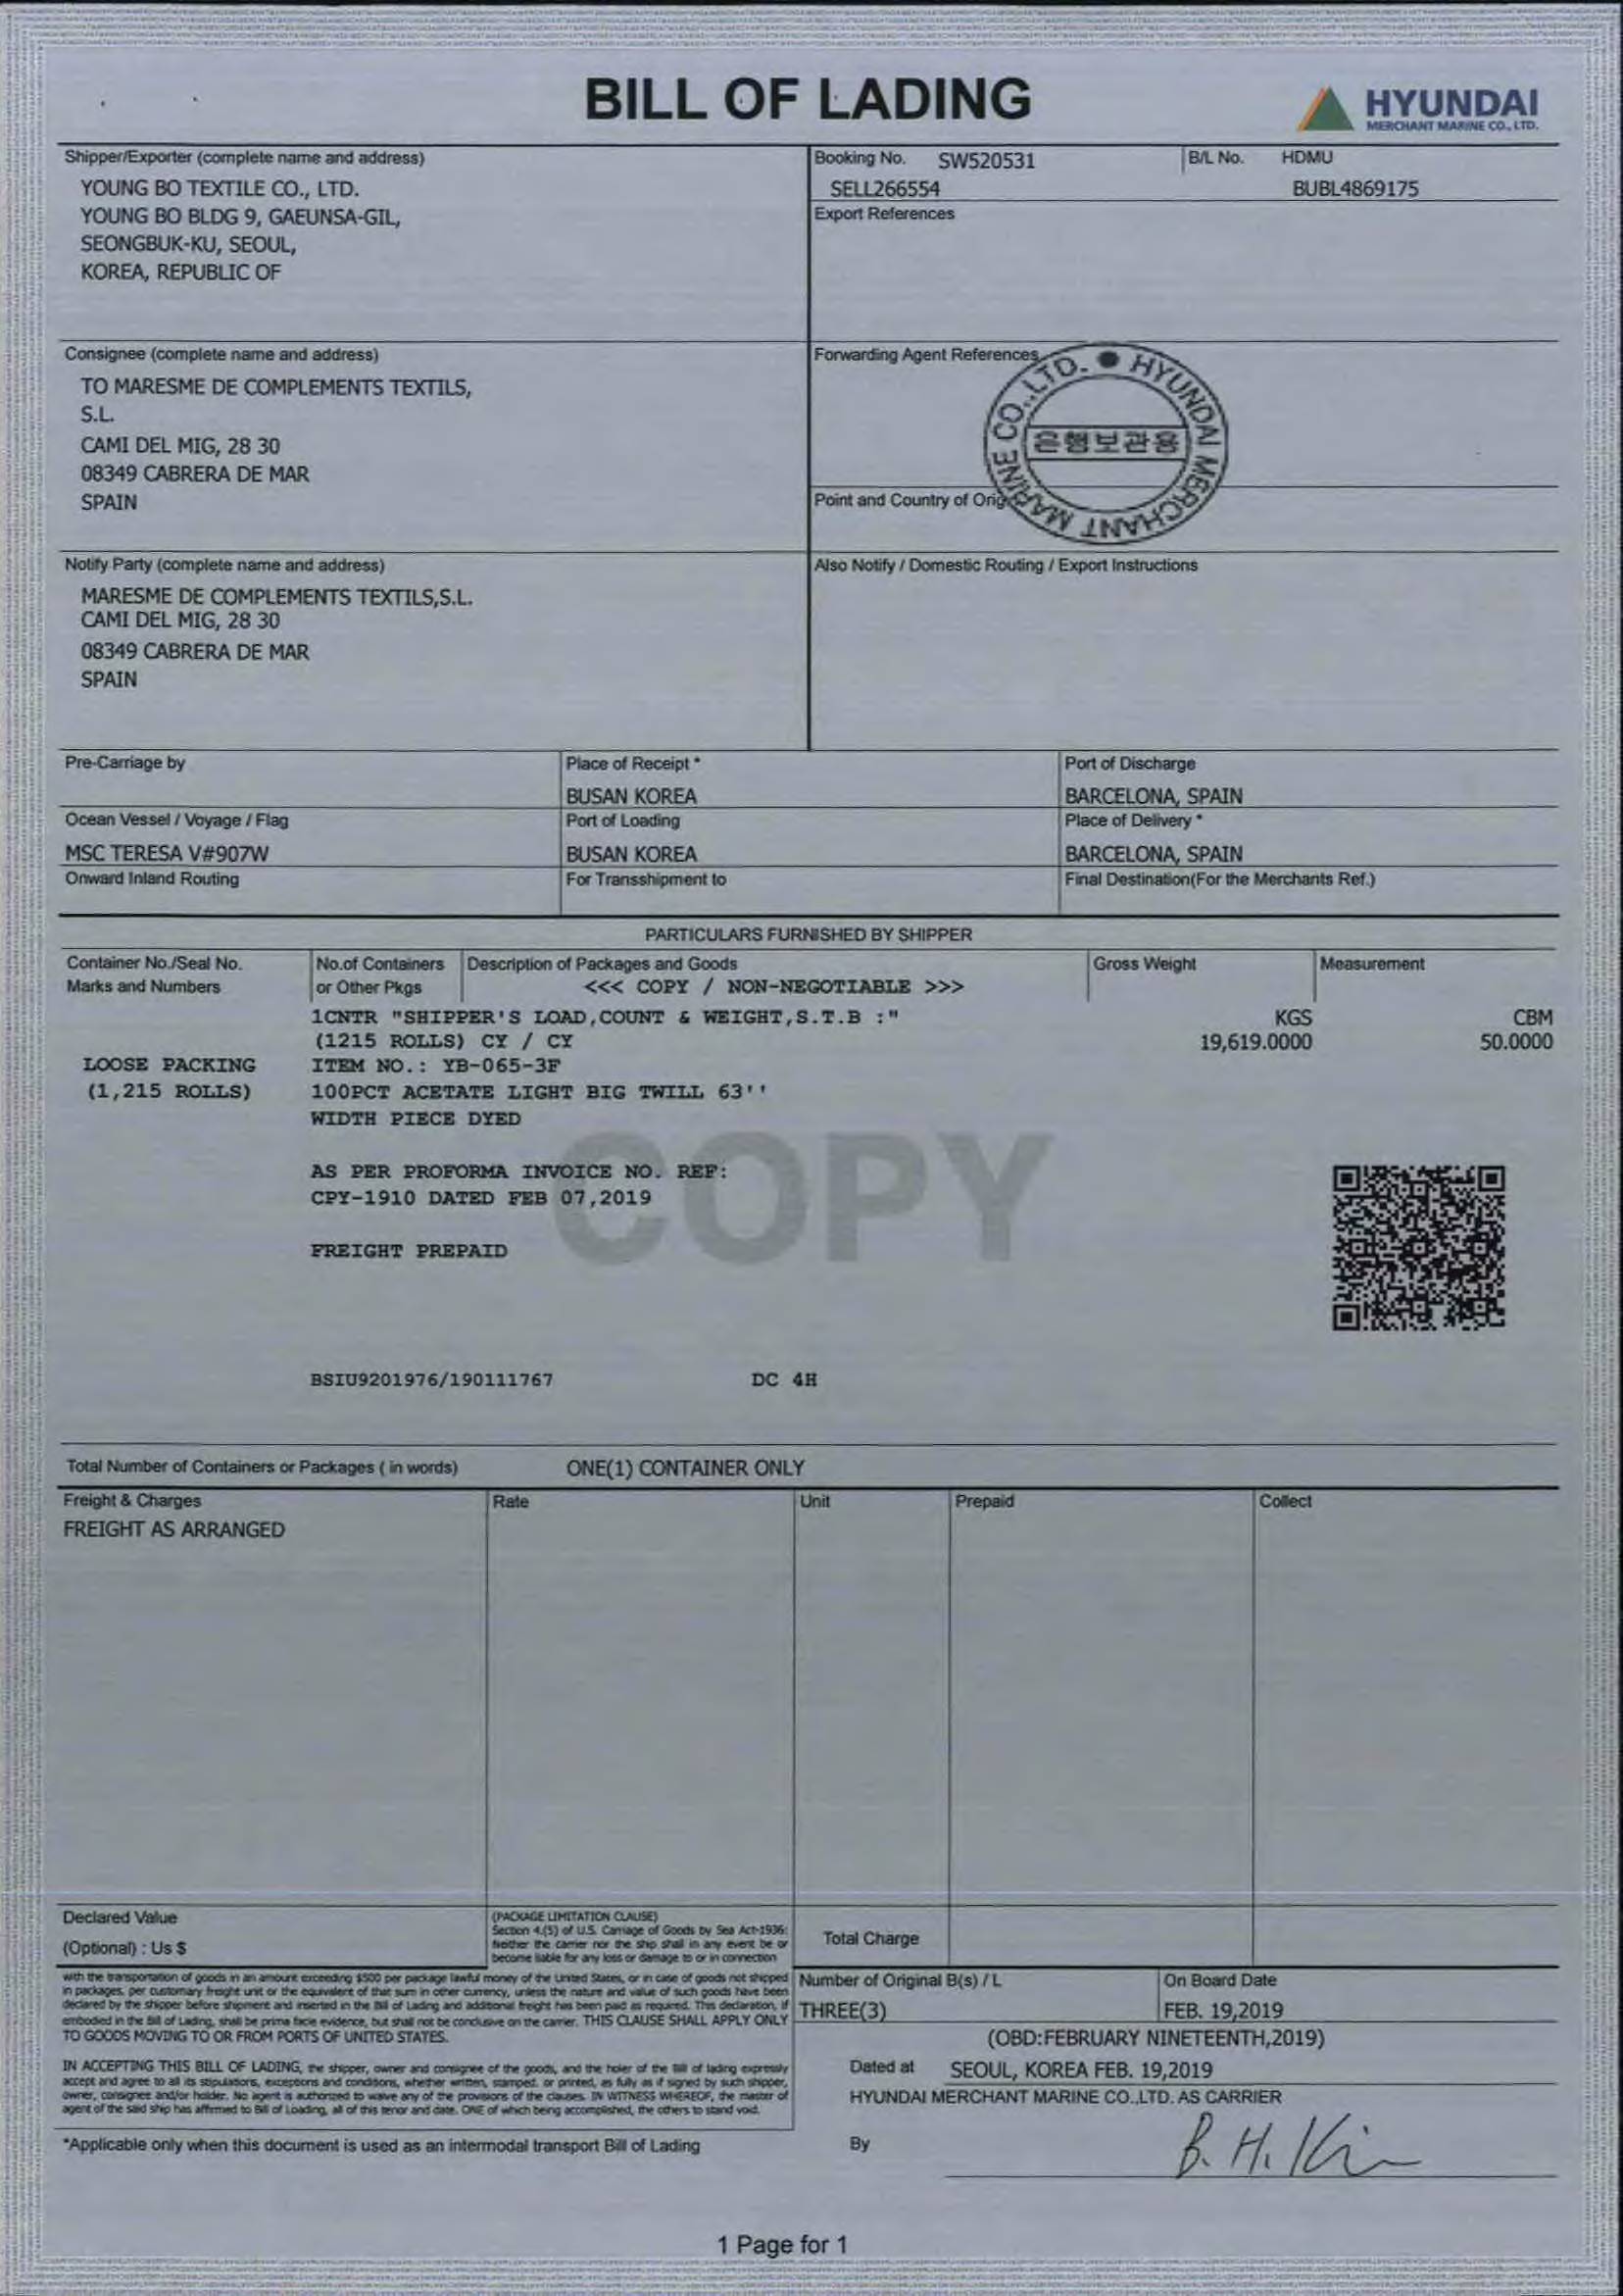 BILL OF LADING
HYUNDAI
MERCHANT MARINE CO., LTD.
Shipper/Exporter (complete name and address)
YOUNG BO TEXTILE CO., LTD.
YOUNG BO BLDG 9, GAEUNSA-GIL,
SEONGBUK-KU, SEOUL,
KOREA, REPUBLIC OF
Booking No. SW520531
SELL266554
B/L No. HDMU
BUBL4869175
Export References
Consignee (complete name and address)
TO MARESME DE COMPLEMENTS TEXTILS,
S.L.
CAMI DEL MIG, 28 30
08349 CABRERA DE MAR
SPAIN
Forwarding Agent References
HYUNDAI MERCHANT MARINE CO.,LTD.
은행보관용
Point and Country of Orig
Notify Party (complete name and address)
MARESME DE COMPLEMENTS TEXTILS,S.L.
CAMI DEL MIG, 28 30
08349 CABRERA DE MAR
SPAIN
Also Notify / Domestic Routing / Export Instructions
Pre-Carriage by
Place of Receipt *
BUSAN KOREA
Port of Discharge
BARCELONA, SPAIN
Ocean Vessel / Voyage / Flag
MSC TERESA V#907W
Port of Loading
BUSAN KOREA
Place of Delivery *
BARCELONA, SPAIN
Onward Inland Routing
For Transshipment to
Final Destination(For the Merchants Ref.)
PARTICULARS FURNISHED BY SHIPPER
Container No./Seal No.
Marks and Numbers
No.of Containers
or Other Pkgs
Description of Packages and Goods
<<< COPY / NON-NEGOTIABLE >>>
Gross Weight
Measurement
1CNTR "SHIPPER'S LOAD,COUNT & WEIGHT,S.T.B :"
KGS
CBM
(1215 ROLLS) CY / CY
19,619.0000
50.0000
LOOSE PACKING
ITEM NO.: YB-065-3F
(1,215 ROLLS)
100PCT ACETATE LIGHT BIG TWILL 63''
WIDTH PIECE DYED
COPY
AS PER PROFORMA INVOICE NO. REF:
CPY-1910 DATED FEB 07,2019
FREIGHT PREPAID
BSIU9201976/190111767 DC 4H
Total Number of Containers or Packages ( in words) ONE(1) CONTAINER ONLY
Freight & Charges
Rate
Unit
Prepaid
Collect
FREIGHT AS ARRANGED
Declared Value
(Optional) : Us $
(PACKAGE LIMITATION CLAUSE)
Section 4.(5) of U.S. Carriage of Goods by Sea Act-1936:
Neither the carrier nor the ship shall in any event be or
become liable for any loss or damage to or in connection
with the transportation of goods in an amount exceeding $500 per package lawful money of the United States, or in case of goods not shipped
in packages, per customary freight unit or the equivalent of that sum in other currency, unless the nature and value of such goods have been
declared by the shipper before shipment and inserted in the Bill of Lading and additional freight has been paid as required. This declaration, if
embodied in the Bill of Lading, shall be prima facie evidence, but shall not be conclusive on the carrier. THIS CLAUSE SHALL APPLY ONLY
TO GOODS MOVING TO OR FROM PORTS OF UNITED STATES.
IN ACCEPTING THIS BILL OF LADING, the shipper, owner and consignee of the goods, and the holer of the Bill of lading expressly
accept and agree to all its stipulations, exceptions and conditions, whether written, stamped, or printed, as fully as if signed by such shipper,
owner, consignee and/or holder. No agent is authorized to waive any of the provisions of the clauses. IN WITNESS WHEREOF, the master of
agent of the said ship has affirmed to Bill of Loading, all of this tenor and date. ONE of which being accomplished, the others to stand void.
*Applicable only when this document is used as an intermodal transport Bill of Lading
Total Charge
Number of Original B(s) / L
THREE(3)
On Board Date
FEB. 19,2019
(OBD:FEBRUARY NINETEENTH,2019)
Dated at SEOUL, KOREA FEB. 19,2019
HYUNDAI MERCHANT MARINE CO.,LTD. AS CARRIER
By B. H. Kim
1 Page for 1